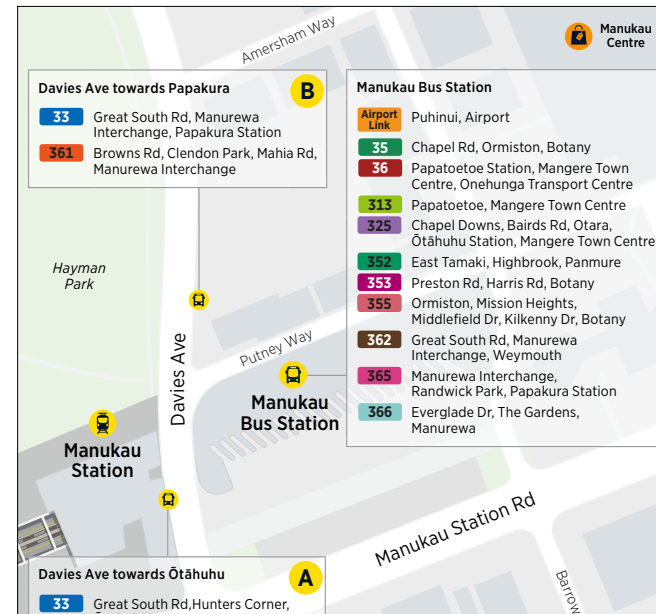 Amersham Way
Manukau
Centre
Davies Ave towards Papakura
B
33 Great South Rd, Manurewa
Interchange, Papakura Station
361 Browns Rd, Clendon Park, Mahia Rd,
Manurewa Interchange
Manukau Bus Station
Airport
Link
Puhinui, Airport
35 Chapel Rd, Ormiston, Botany
36 Papatoetoe Station, Mangere Town
Centre, Onehunga Transport Centre
313 Papatoetoe, Mangere Town Centre
325 Chapel Downs, Bairds Rd, Otara,
Ōtāhuhu Station, Mangere Town Centre
352 East Tamaki, Highbrook, Panmure
353 Preston Rd, Harris Rd, Botany
355 Ormiston, Mission Heights,
Middlefield Dr, Kilkenny Dr, Botany
362 Great South Rd, Manurewa
Interchange, Weymouth
365 Manurewa Interchange,
Randwick Park, Papakura Station
366 Everglade Dr, The Gardens,
Manurewa
Hayman
Park
Davies Ave
Putney Way
Manukau
Bus Station
Manukau
Station
Manukau Station Rd
Barrow
Davies Ave towards Ōtāhuhu
A
33 Great South Rd,Hunters Corner,